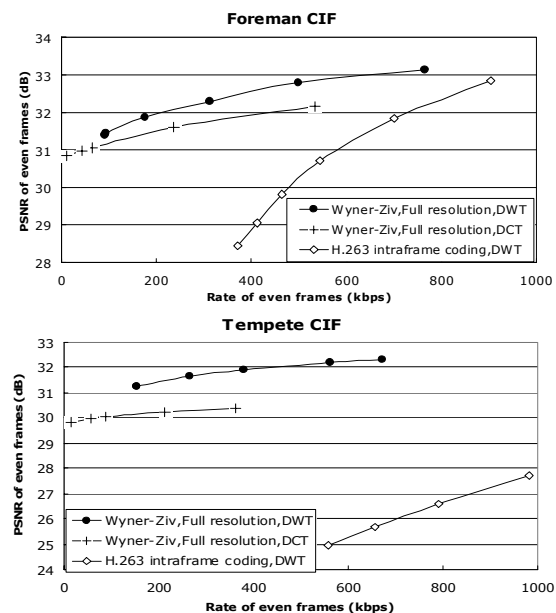 Foreman CIF
PSNR of even frames (dB)
34
33
32
31
30
29
28
Wyner-Ziv,Full resolution,DWT
Wyner-Ziv,Full resolution,DCT
H.263 intraframe coding,DWT
0 200 400 600 800 1000
Rate of even frames (kbps)
Tempete CIF
PSNR of even frames (dB)
33
32
31
30
29
28
27
26
25
24
Wyner-Ziv,Full resolution,DWT
Wyner-Ziv,Full resolution,DCT
H.263 intraframe coding,DWT
0 200 400 600 800 1000
Rate of even frames (kbps)